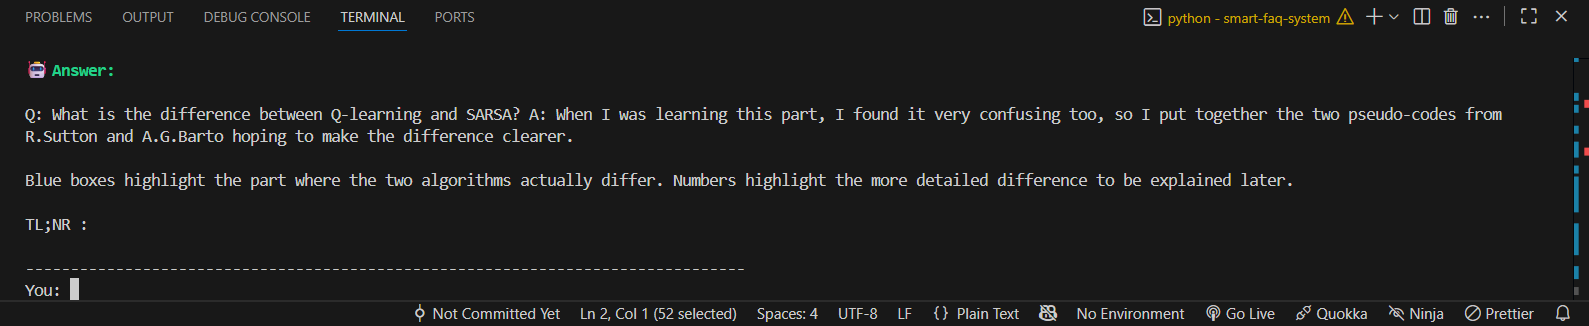 PROBLEMS OUTPUT DEBUG CONSOLE TERMINAL PORTS python - smart-faq-system
Answer:
Q: What is the difference between Q-learning and SARSA? A: When I was learning this part, I found it very confusing too, so I put together the two pseudo-codes from
R.Sutton and A.G.Barto hoping to make the difference clearer.
Blue boxes highlight the part where the two algorithms actually differ. Numbers highlight the more detailed difference to be explained later.
TL;NR :
--------------------------------------------------------------------------------
You:
Not Committed Yet Ln 2, Col 1 (52 selected) Spaces: 4 UTF-8 LF {} Plain Text No Environment Go Live Quokka Ninja Prettier